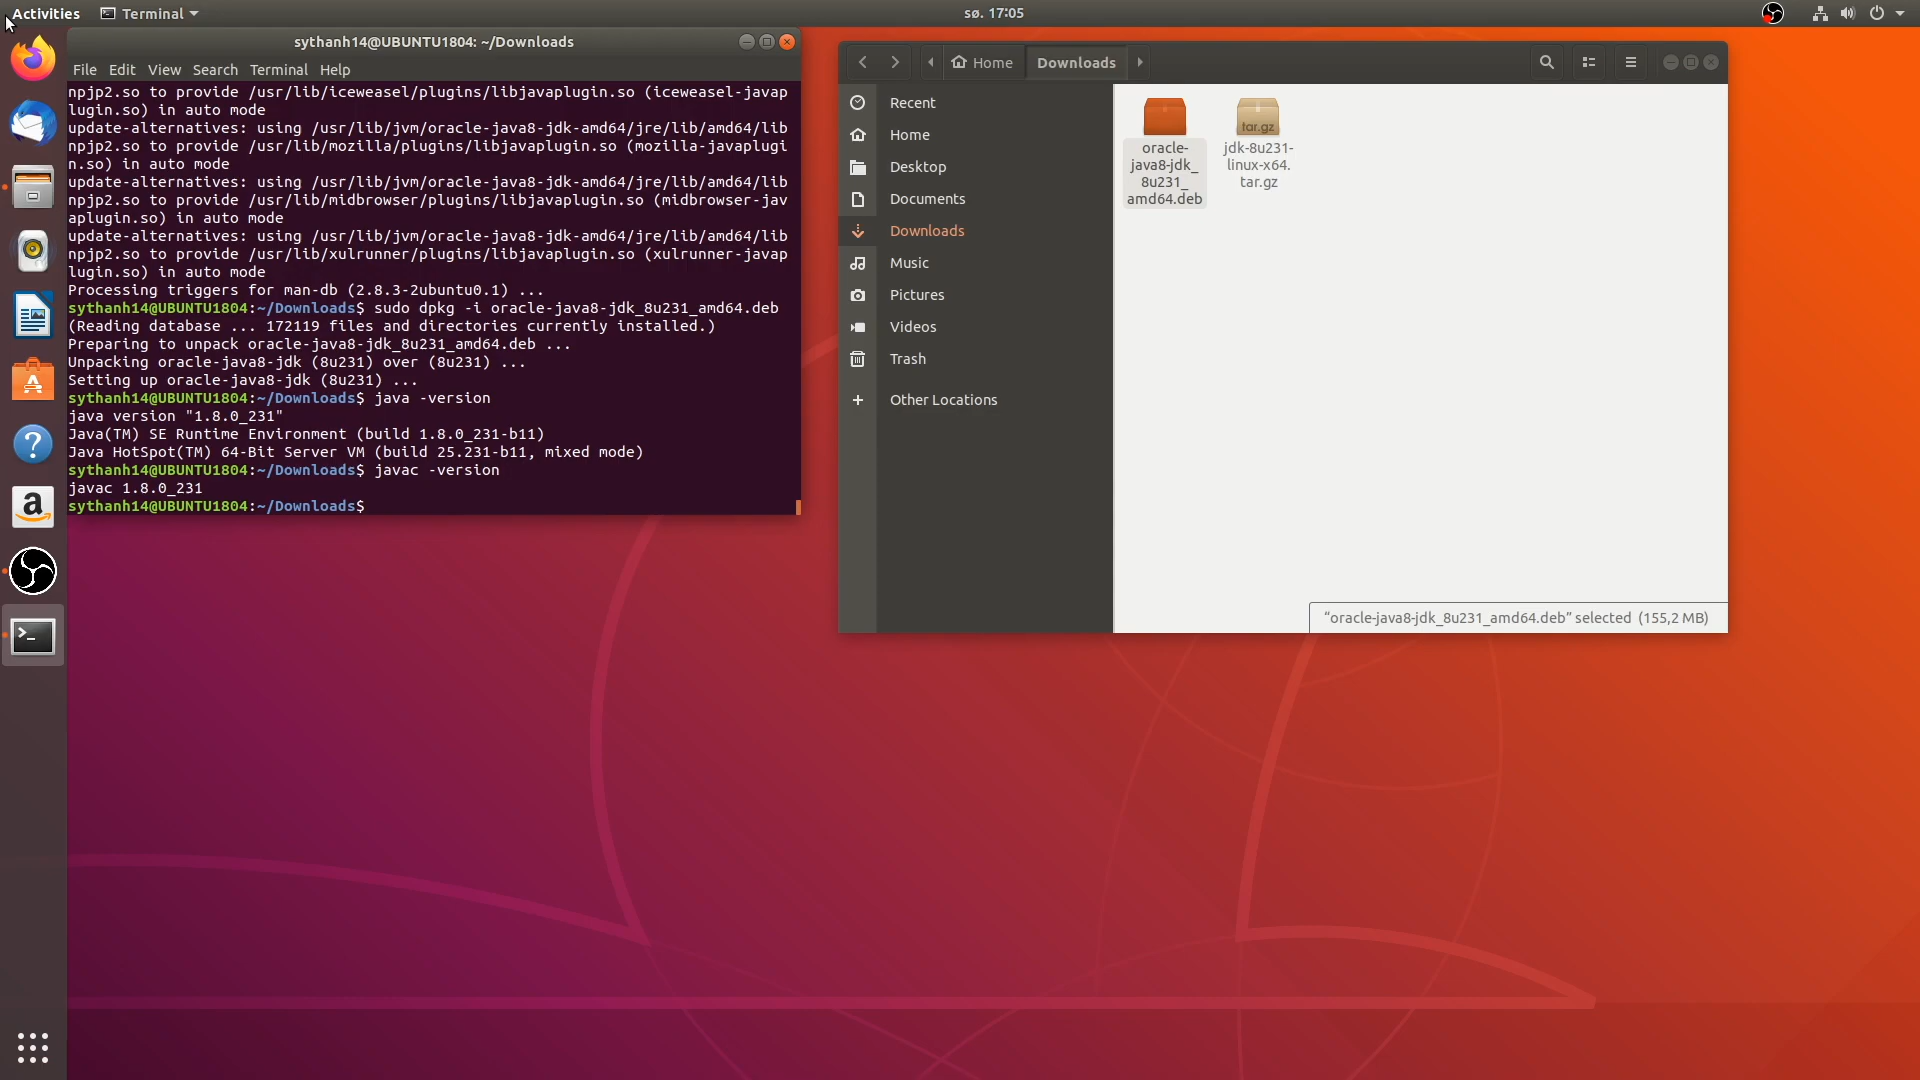 Activities
Terminal
sø. 17:05
sythanh14@UBUNTU1804: ~/Downloads
File Edit View Search Terminal Help
npjp2.so to provide /usr/lib/iceweasel/plugins/libjavaplugin.so (iceweasel-javap
lugin.so) in auto mode
update-alternatives: using /usr/lib/jvm/oracle-java8-jdk-amd64/jre/lib/amd64/lib
npjp2.so to provide /usr/lib/mozilla/plugins/libjavaplugin.so (mozilla-javaplugi
n.so) in auto mode
update-alternatives: using /usr/lib/jvm/oracle-java8-jdk-amd64/jre/lib/amd64/lib
npjp2.so to provide /usr/lib/midbrowser/plugins/libjavaplugin.so (midbrowser-jav
aplugin.so) in auto mode
update-alternatives: using /usr/lib/jvm/oracle-java8-jdk-amd64/jre/lib/amd64/lib
npjp2.so to provide /usr/lib/xulrunner/plugins/libjavaplugin.so (xulrunner-javap
lugin.so) in auto mode
Processing triggers for man-db (2.8.3-2ubuntu0.1) ...
sythanh14@UBUNTU1804:~/Downloads$ sudo dpkg -i oracle-java8-jdk_8u231_amd64.deb
(Reading database ... 172119 files and directories currently installed.)
Preparing to unpack oracle-java8-jdk_8u231_amd64.deb ...
Unpacking oracle-java8-jdk (8u231) over (8u231) ...
Setting up oracle-java8-jdk (8u231) ...
sythanh14@UBUNTU1804:~/Downloads$ java -version
java version "1.8.0_231"
Java(TM) SE Runtime Environment (build 1.8.0_231-b11)
Java HotSpot(TM) 64-Bit Server VM (build 25.231-b11, mixed mode)
sythanh14@UBUNTU1804:~/Downloads$ javac -version
javac 1.8.0_231
sythanh14@UBUNTU1804:~/Downloads$
Home
Downloads
Recent
Home
Desktop
Documents
Downloads
Music
Pictures
Videos
Trash
+ Other Locations
oracle-
java8-jdk_
8u231_
amd64.deb
tar.gz
jdk-8u231-
linux-x64.
tar.gz
“oracle-java8-jdk_8u231_amd64.deb” selected (155,2 MB)